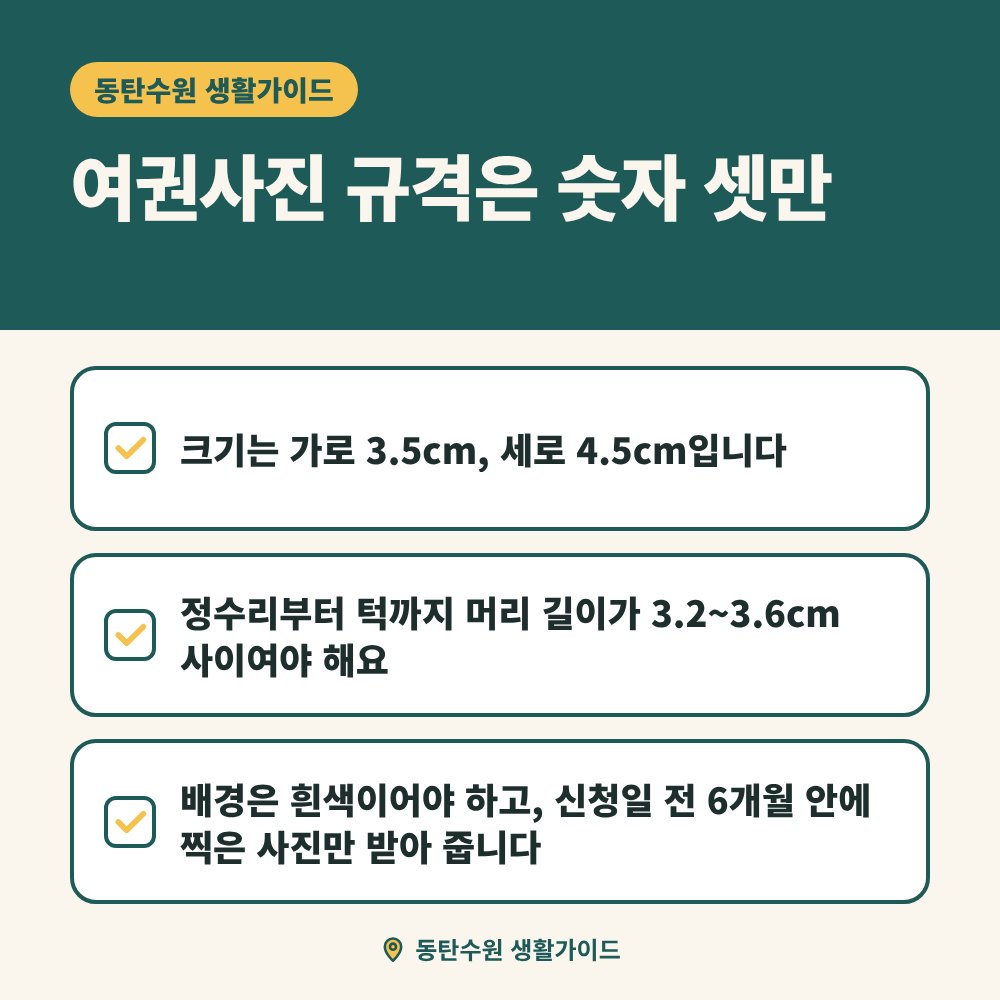 동탄수원 생활가이드
여권사진 규격은 숫자 셋만
크기는 가로 3.5cm, 세로 4.5cm입니다
정수리부터 턱까지 머리 길이가 3.2~3.6cm
사이여야 해요
배경은 흰색이어야 하고, 신청일 전 6개월 안에
찍은 사진만 받아 줍니다
동탄수원 생활가이드